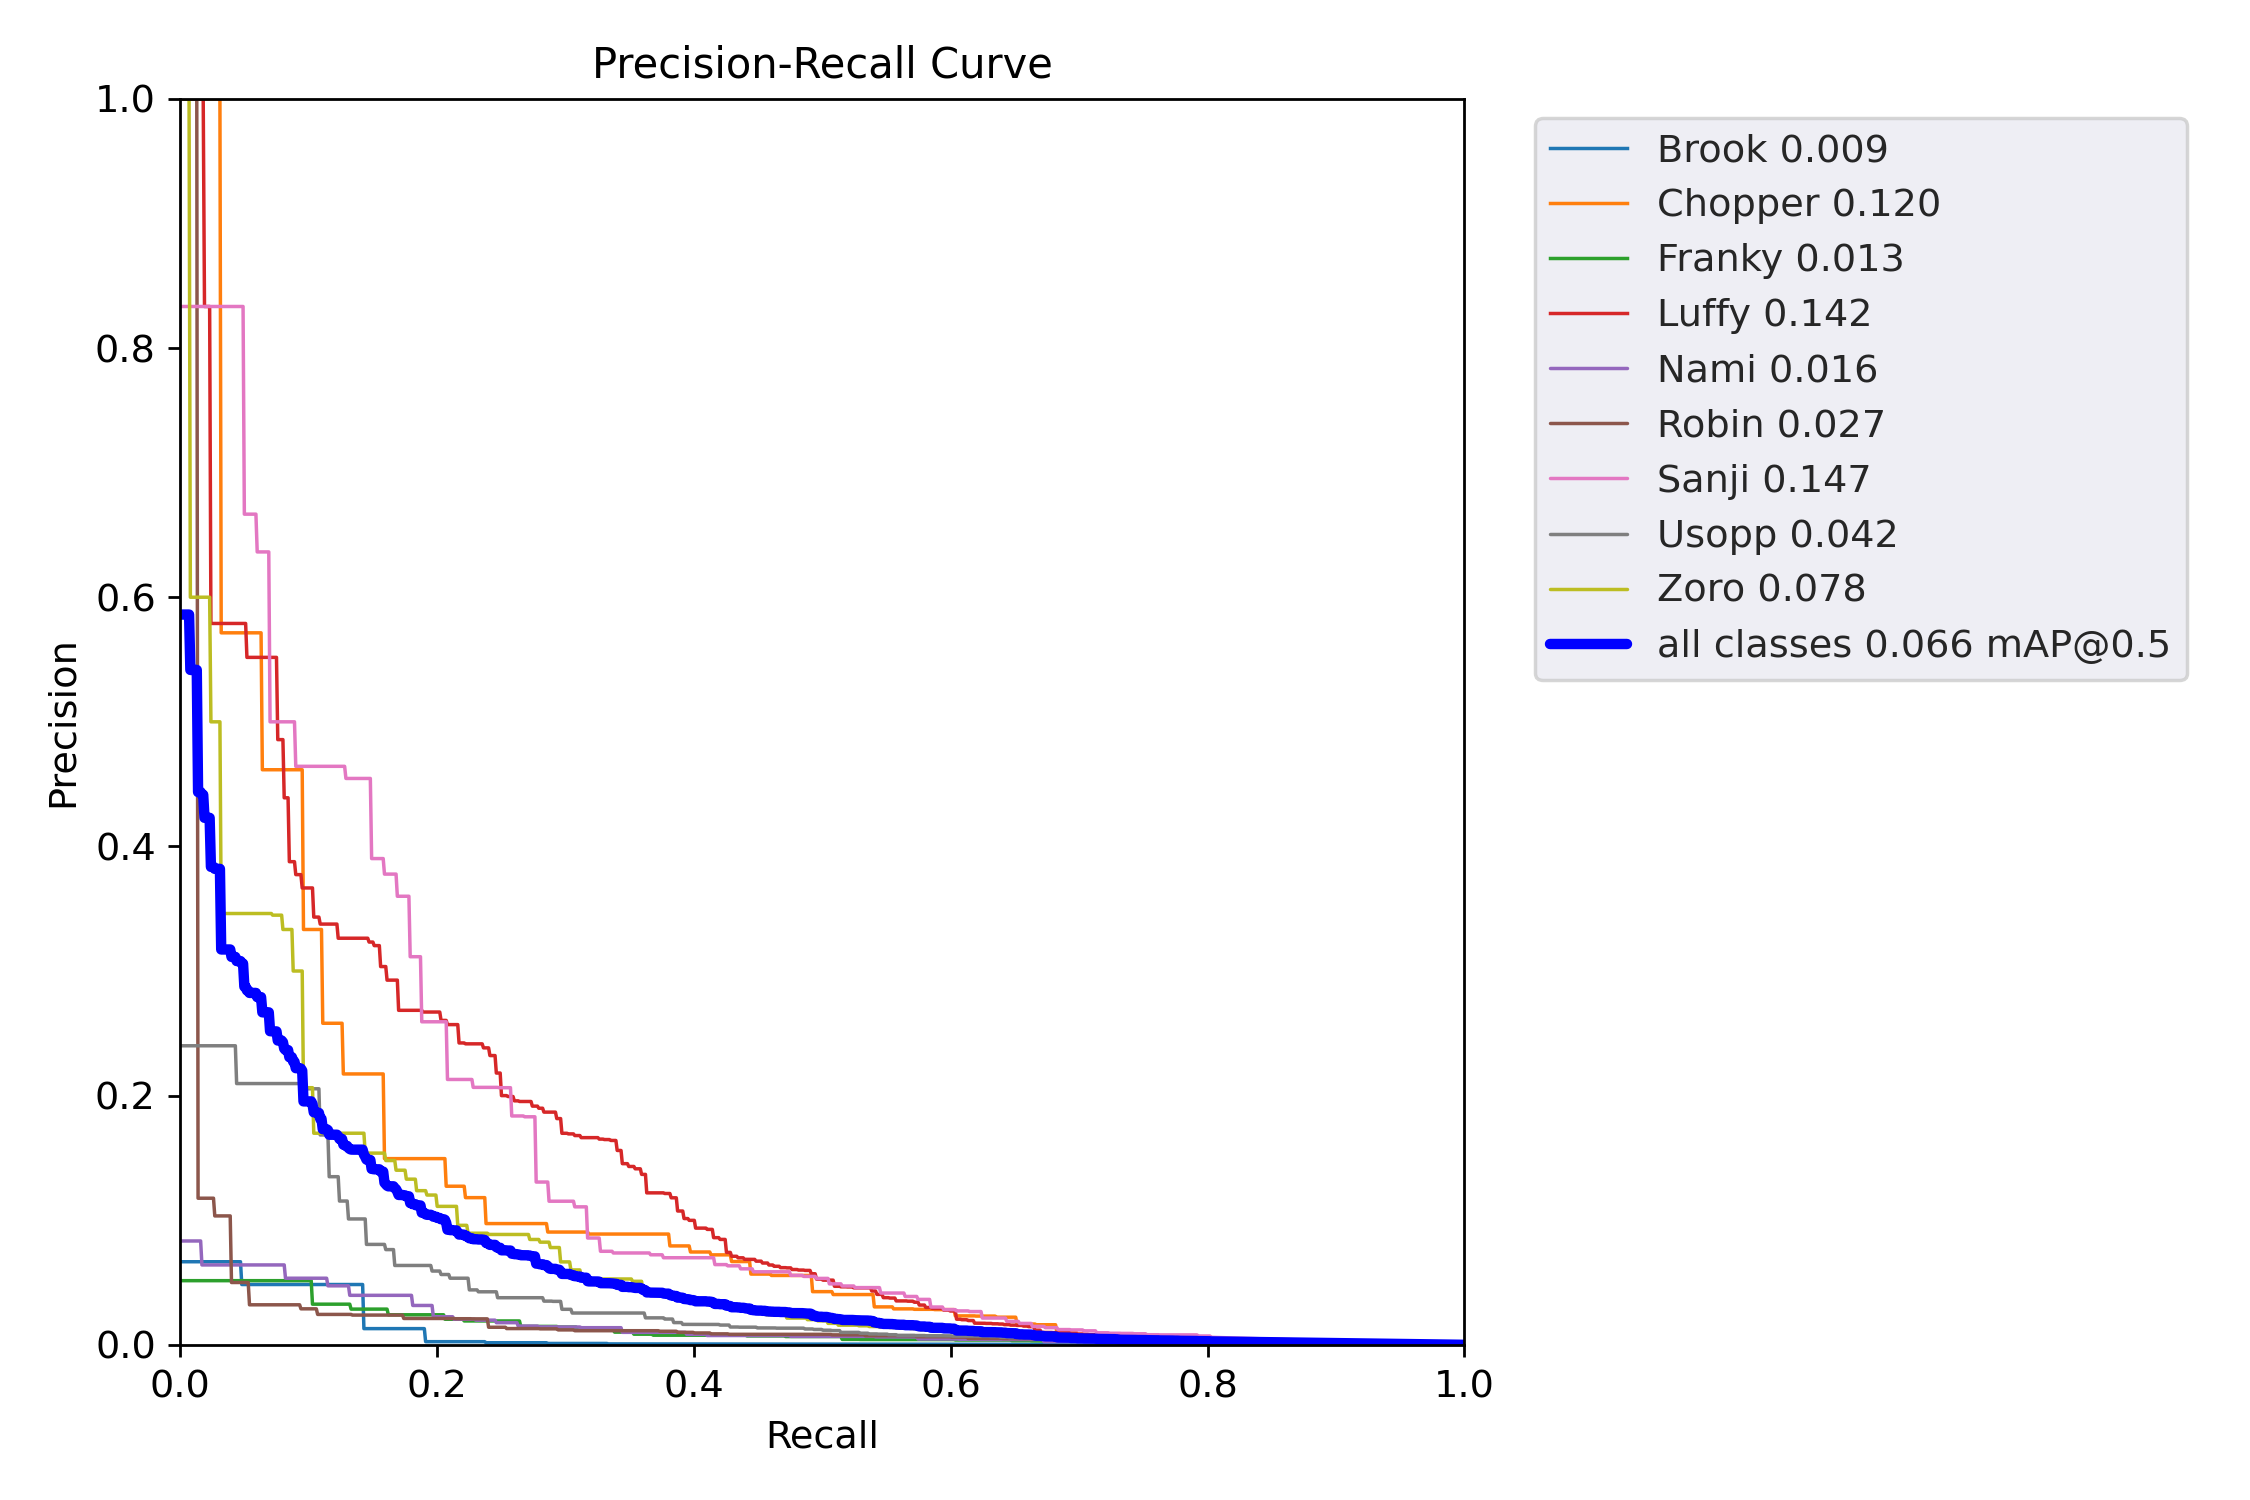 Precision-Recall Curve
1.0
0.8
0.6
0.4
0.2
0.0
Precision
0.0 0.2 0.4 0.6 0.8 1.0
Recall
Brook 0.009
Chopper 0.120
Franky 0.013
Luffy 0.142
Nami 0.016
Robin 0.027
Sanji 0.147
Usopp 0.042
Zoro 0.078
all classes 0.066 mAP@0.5